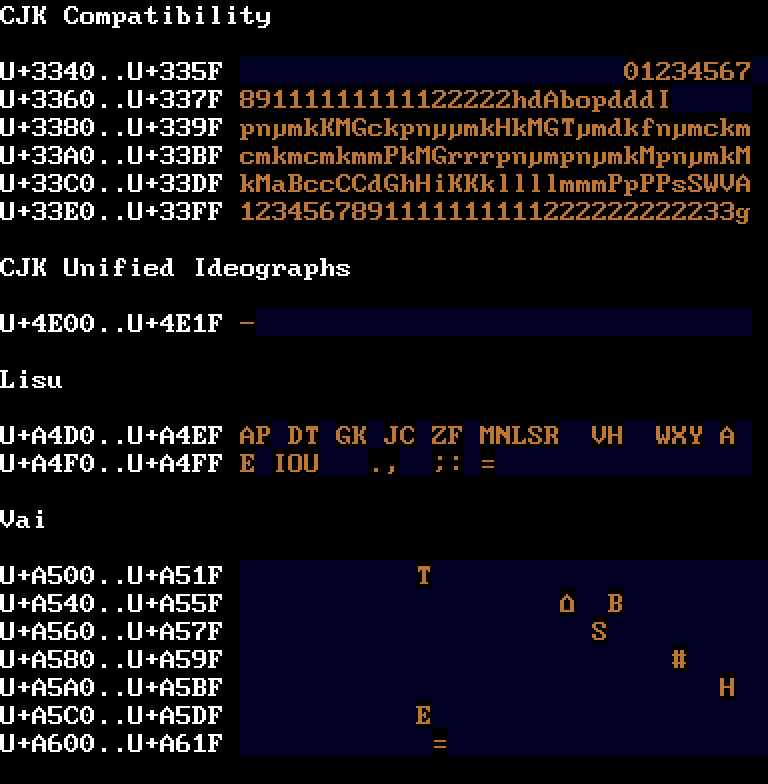 CJK Compatibility
U+3340..U+335F 01234567
U+3360..U+337F 89111111111122222hdAbopdddI
U+3380..U+339F pnµmkKMGckpnµµmkHkMGTµmdkfnµmckm
U+33A0..U+33BF cmkmcmkmmPkMGrrrpnµmpnµmkMpnµmkM
U+33C0..U+33DF kMaBccCCdGhHiKKkllllmmmPpPPsSWVA
U+33E0..U+33FF 1234567891111111111222222222233g
CJK Unified Ideographs
U+4E00..U+4E1F —
Lisu
U+A4D0..U+A4EF AP DT GK JC ZF MNLSR  VH  WXY A
U+A4F0..U+A4FF E IOU   .,  ;: =
Vai
U+A500..U+A51F T
U+A540..U+A55F Ω  B
U+A560..U+A57F S
U+A580..U+A59F #
U+A5A0..U+A5BF H
U+A5C0..U+A5DF E
U+A600..U+A61F =